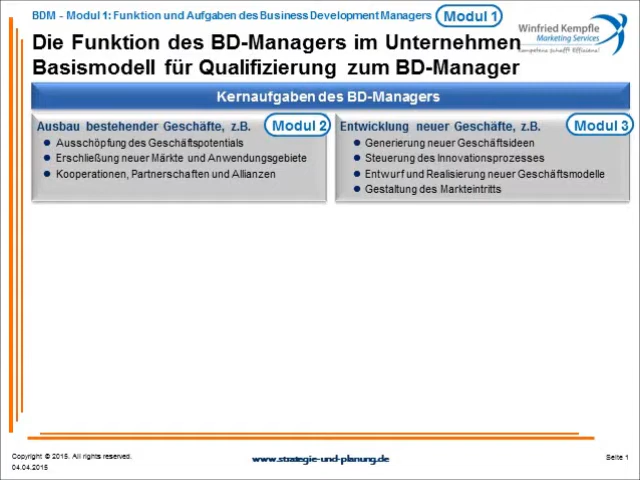 BDM - Modul 1: Funktion und Aufgaben des Business Development Managers
Modul 1
Winfried Kempfle
Marketing Services
Kompetenz schafft Effizienz!
Die Funktion des BD-Managers im Unternehmen
Basismodell für Qualifizierung zum BD-Manager
Kernaufgaben des BD-Managers
Ausbau bestehender Geschäfte, z.B.
Modul 2
Ausschöpfung des Geschäftspotentials
Erschließung neuer Märkte und Anwendungsgebiete
Kooperationen, Partnerschaften und Allianzen
Entwicklung neuer Geschäfte, z.B.
Modul 3
Generierung neuer Geschäftsideen
Steuerung des Innovationsprozesses
Entwurf und Realisierung neuer Geschäftsmodelle
Gestaltung des Markteintritts
Copyright © 2015. All rights reserved.
04.04.2015
www.strategie-und-planung.de
Seite 1